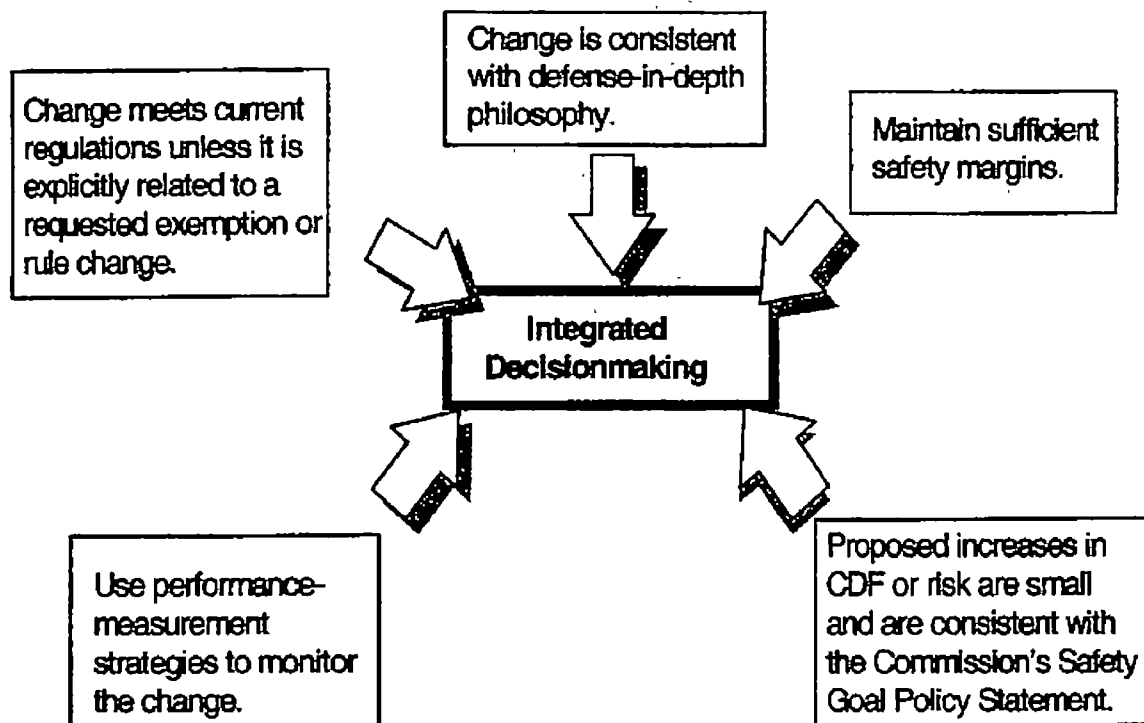 Change is consistent
with defense-in-depth
philosophy.
Change meets current
regulations unless it is
explicitly related to a
requested exemption or
rule change.
Maintain sufficient
safety margins.
Integrated
Decisionmaking
Use performance-
measurement
strategies to monitor
the change.
Proposed increases in
CDF or risk are small
and are consistent with
the Commission's Safety
Goal Policy Statement.